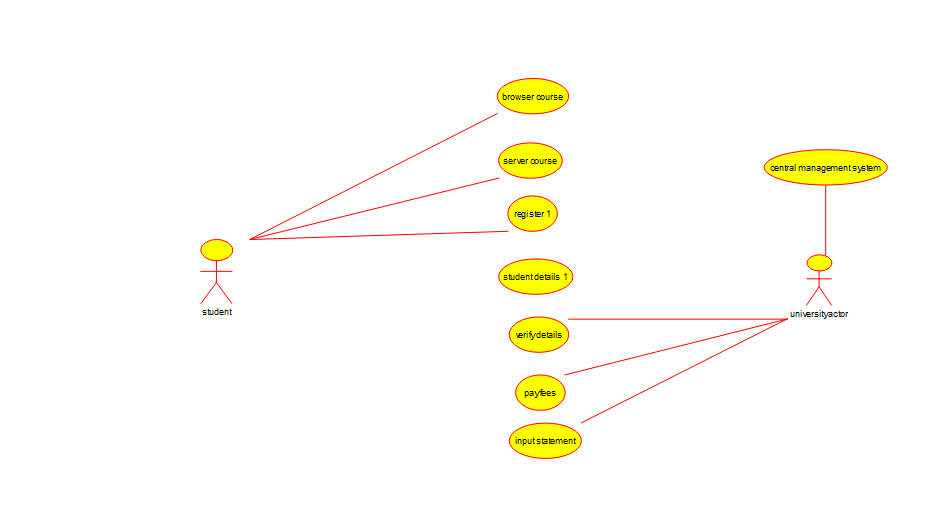 browser course
server course
central management system
register 1
student details 1
student
universityactor
verifydetails
payfees
input statement